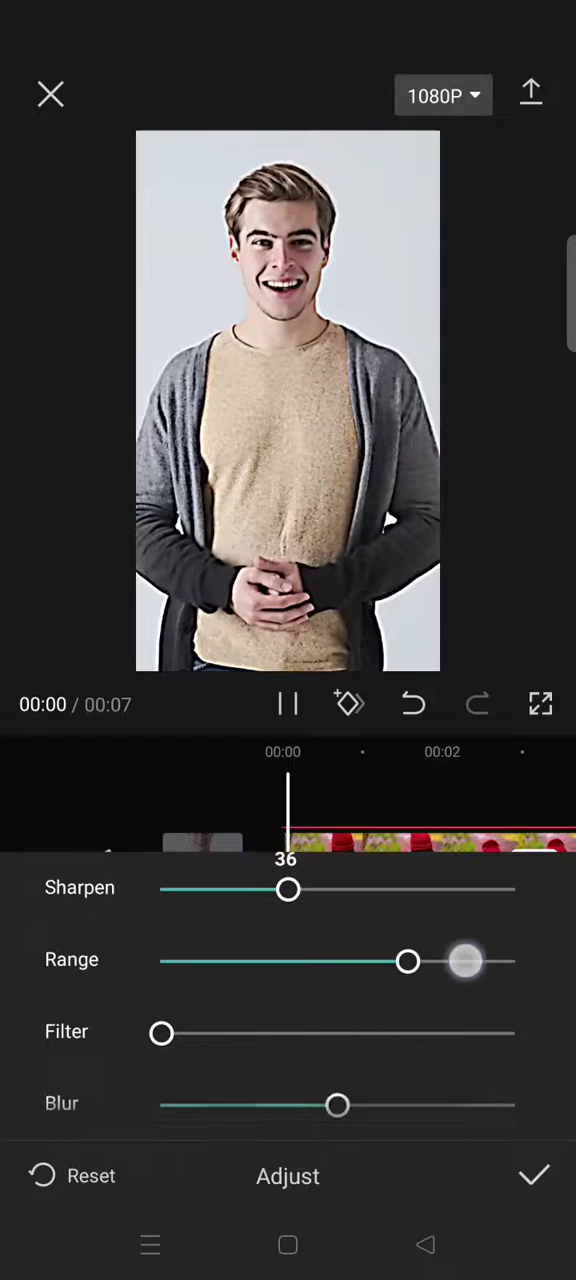 1080P
00:00 / 00:07
00:00 00:02
36
Sharpen
Range
Filter
Blur
Reset Adjust